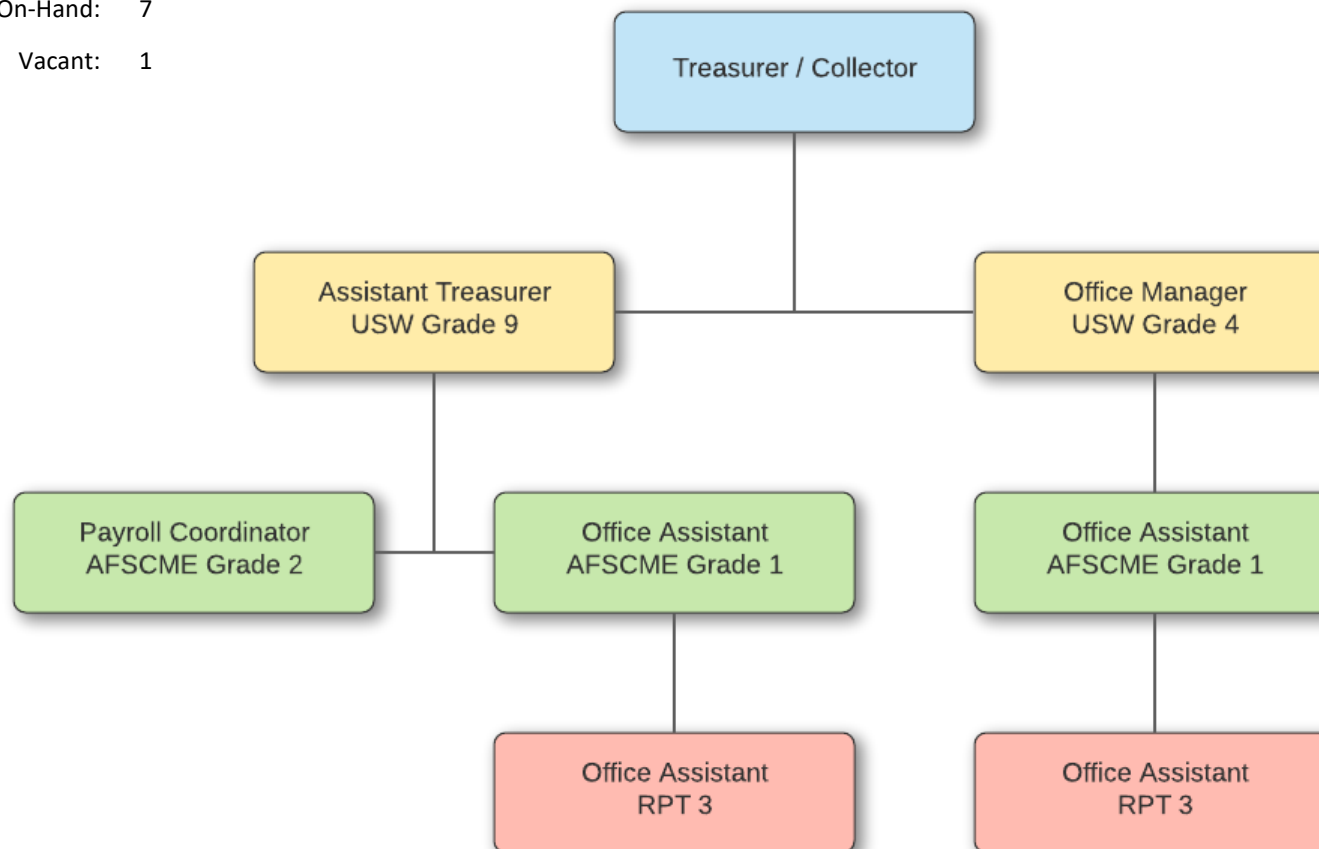 On-Hand: 7
Vacant: 1
Treasurer / Collector
Assistant Treasurer
USW Grade 9
Office Manager
USW Grade 4
Payroll Coordinator
AFSCME Grade 2
Office Assistant
AFSCME Grade 1
Office Assistant
AFSCME Grade 1
Office Assistant
RPT 3
Office Assistant
RPT 3